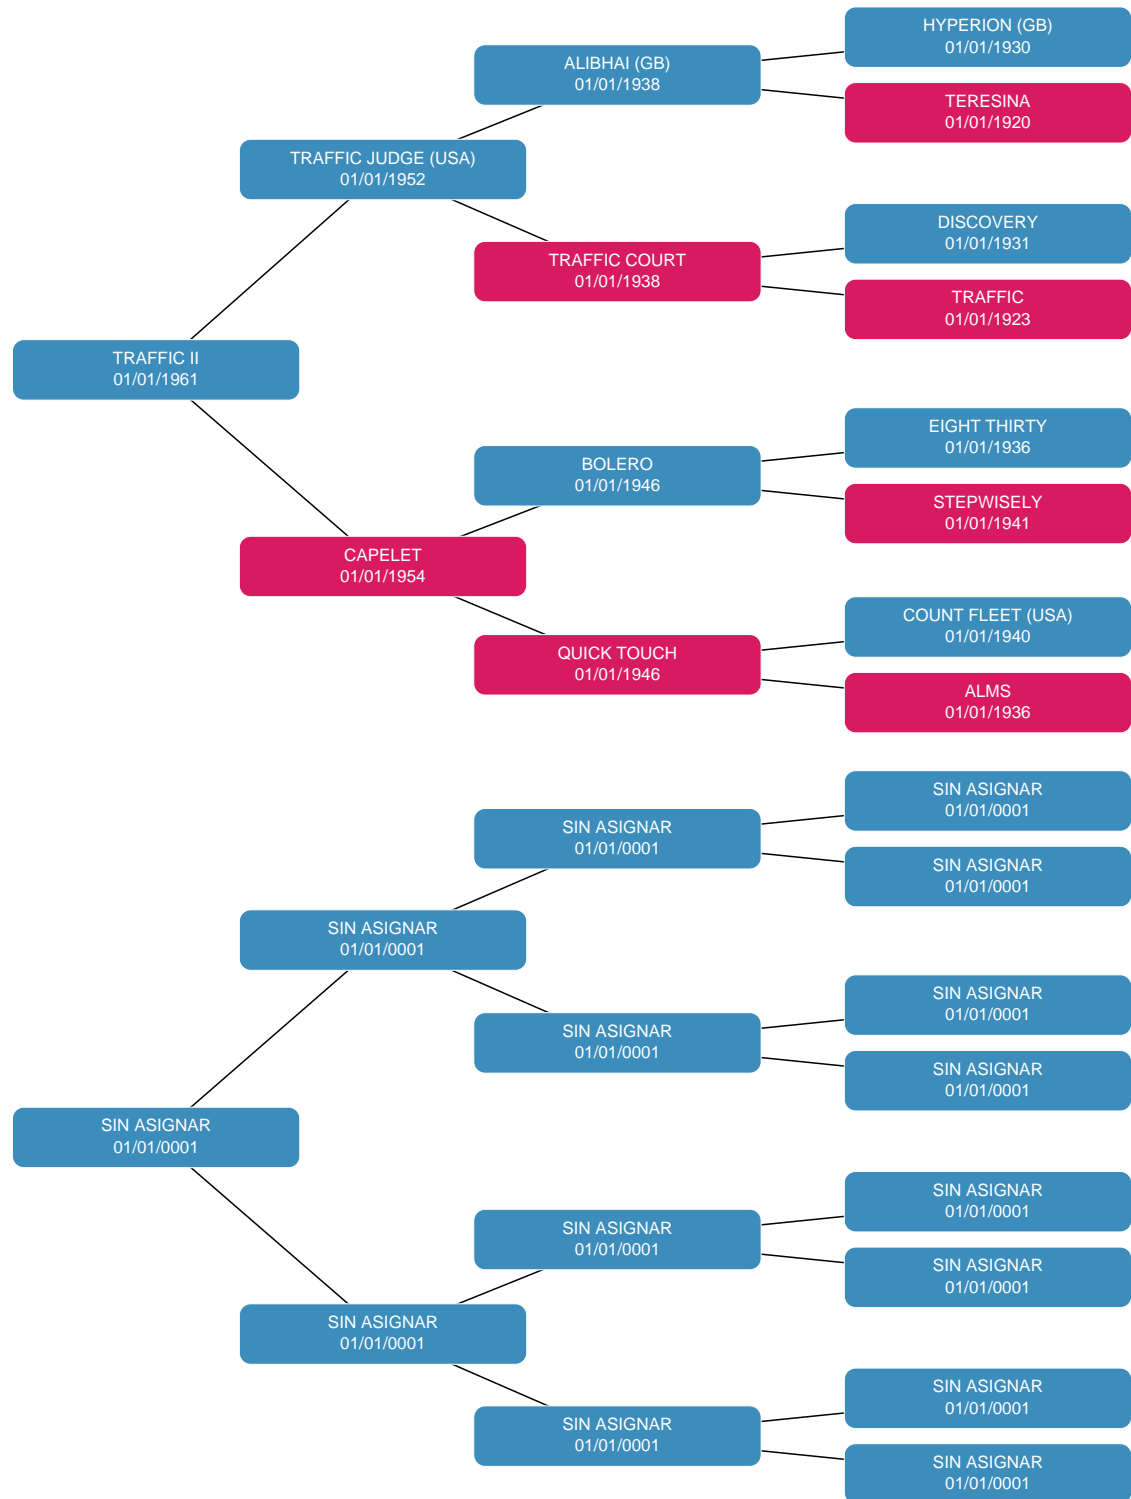 HYPERION (GB)
01/01/1930
ALIBHAI (GB)
01/01/1938
TERESINA
01/01/1920
TRAFFIC JUDGE (USA)
01/01/1952
DISCOVERY
01/01/1931
TRAFFIC COURT
01/01/1938
TRAFFIC
01/01/1923
TRAFFIC II
01/01/1961
EIGHT THIRTY
01/01/1936
BOLERO
01/01/1946
STEPWISELY
01/01/1941
CAPELET
01/01/1954
COUNT FLEET (USA)
01/01/1940
QUICK TOUCH
01/01/1946
ALMS
01/01/1936
SIN ASIGNAR
01/01/0001
SIN ASIGNAR
01/01/0001
SIN ASIGNAR
01/01/0001
SIN ASIGNAR
01/01/0001
SIN ASIGNAR
01/01/0001
SIN ASIGNAR
01/01/0001
SIN ASIGNAR
01/01/0001
SIN ASIGNAR
01/01/0001
SIN ASIGNAR
01/01/0001
SIN ASIGNAR
01/01/0001
SIN ASIGNAR
01/01/0001
SIN ASIGNAR
01/01/0001
SIN ASIGNAR
01/01/0001
SIN ASIGNAR
01/01/0001
SIN ASIGNAR
01/01/0001